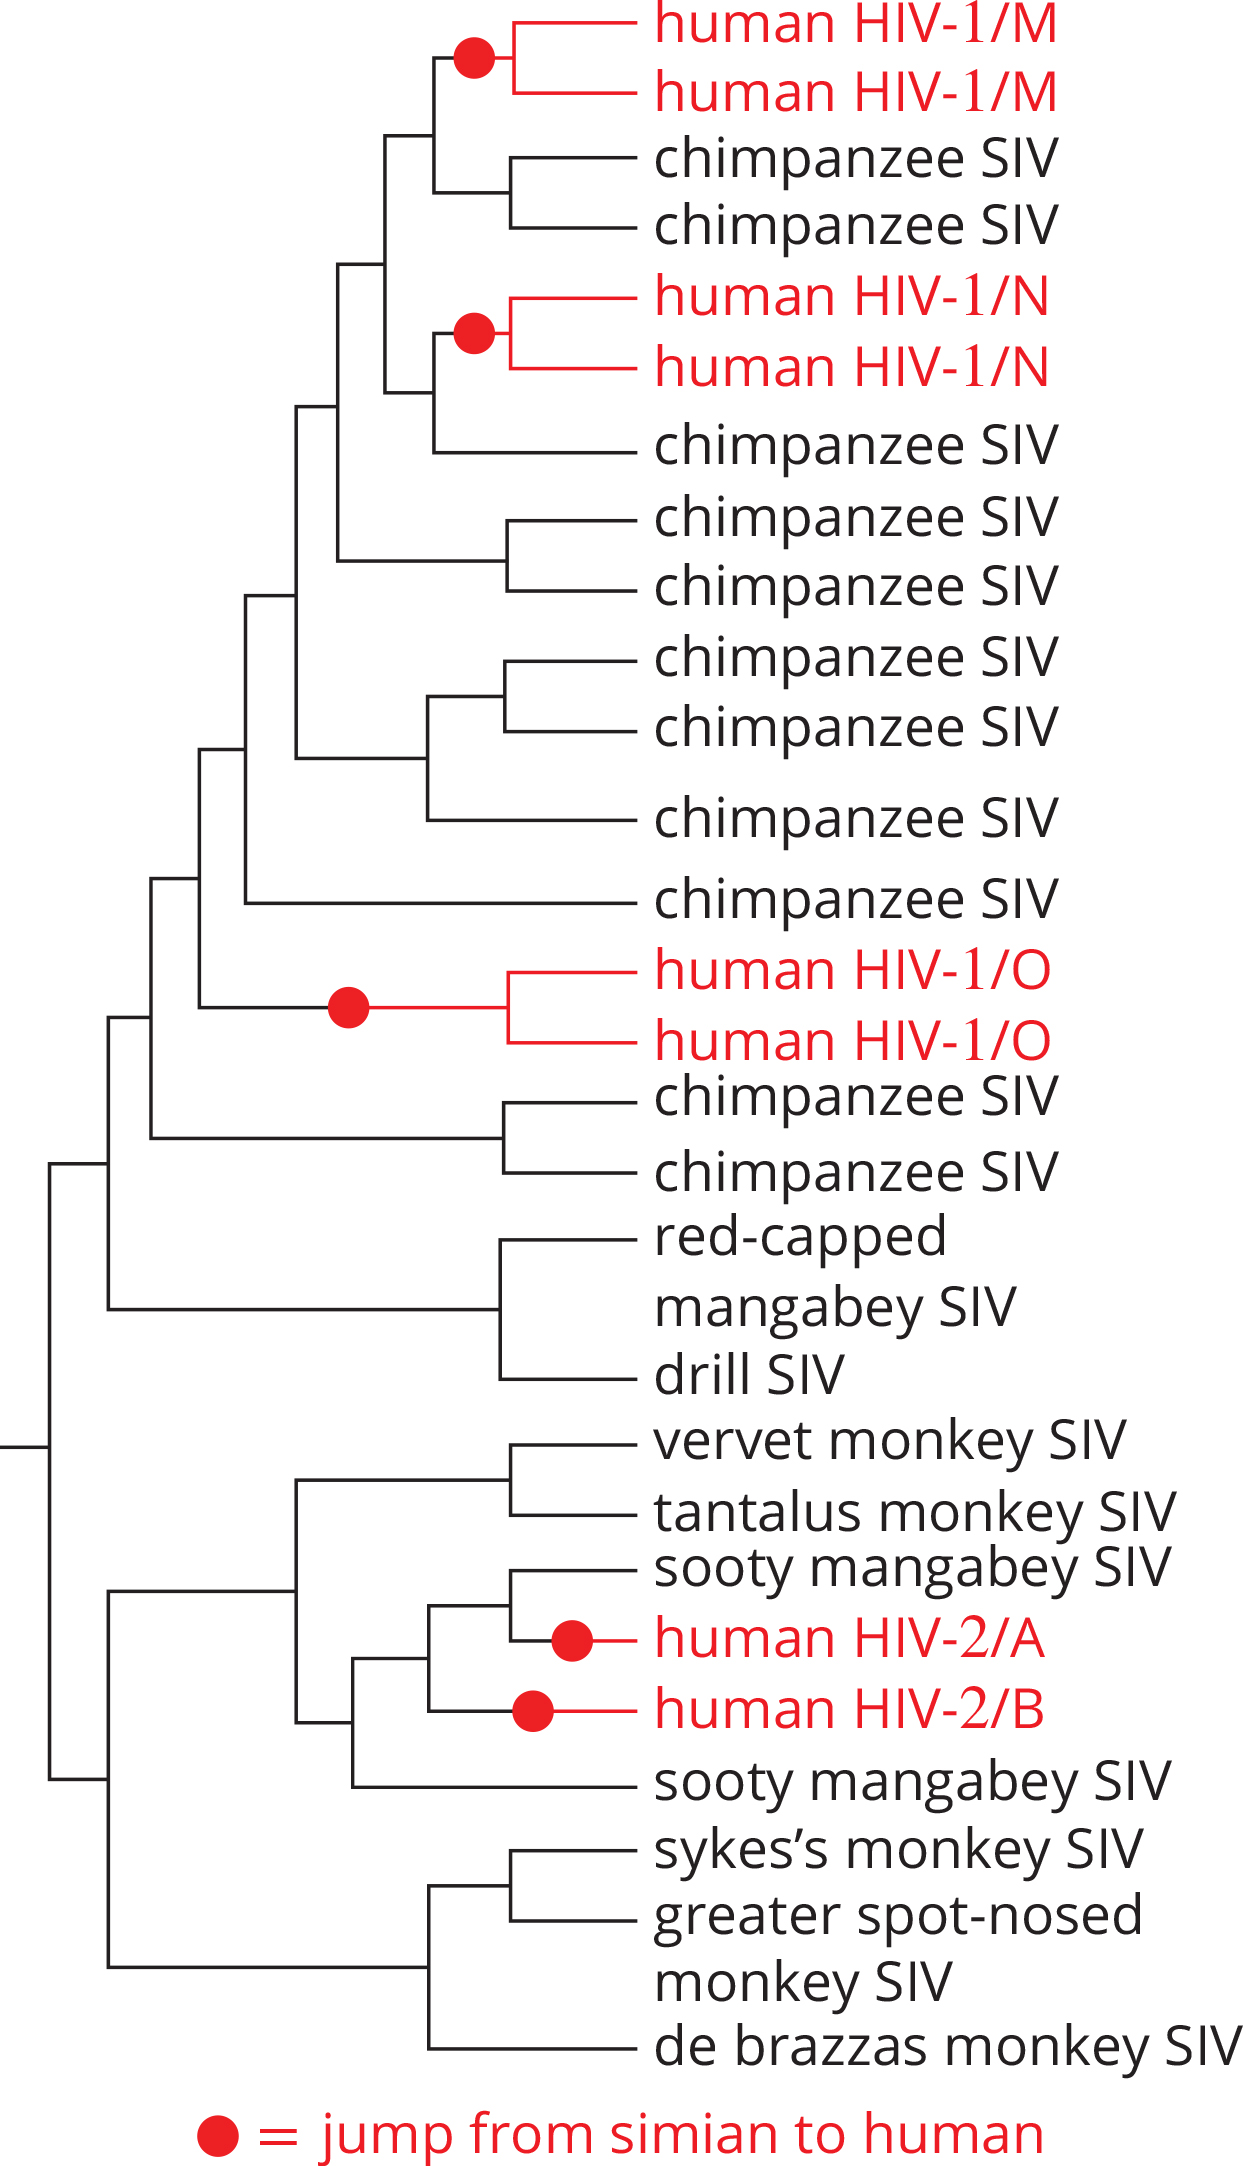 human HIV-1/M
human HIV-1/M
chimpanzee SIV
chimpanzee SIV
human HIV-1/N
human HIV-1/N
chimpanzee SIV
chimpanzee SIV
chimpanzee SIV
chimpanzee SIV
chimpanzee SIV
chimpanzee SIV
chimpanzee SIV
human HIV-1/O
human HIV-1/O
chimpanzee SIV
chimpanzee SIV
red-capped
mangabey SIV
drill SIV
vervet monkey SIV
tantalus monkey SIV
sooty mangabey SIV
human HIV-2/A
human HIV-2/B
sooty mangabey SIV
sykes’s monkey SIV
greater spot-nosed
monkey SIV
de brazzas monkey SIV
= jump from simian to human